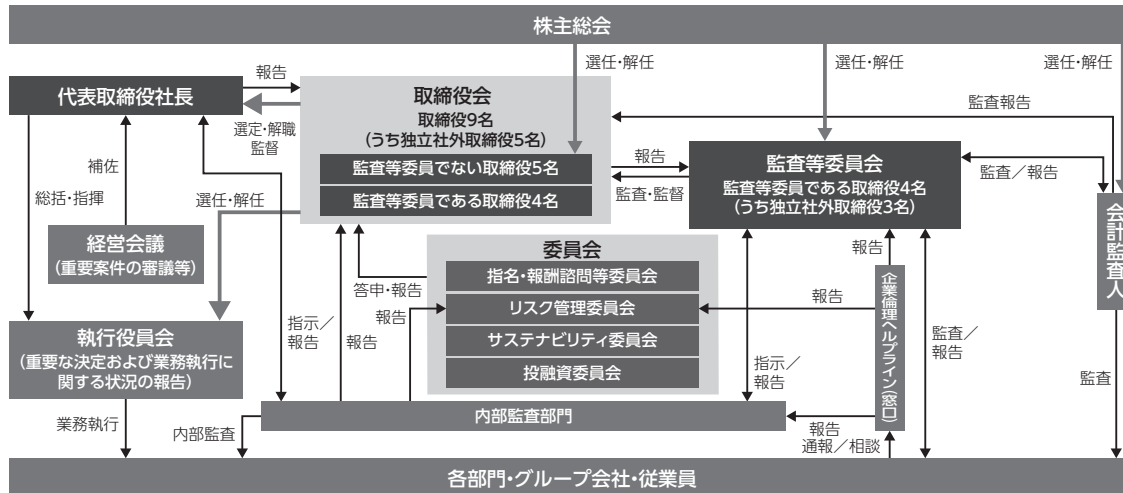 株主総会
選任・解任
選任・解任
選任・解任
代表取締役社長
報告
選定・解職
監督
取締役会
取締役9名
(うち独立社外取締役5名)
監査等委員でない取締役5名
監査等委員である取締役4名
報告
監査・監督
監査等委員会
監査等委員である取締役4名
(うち独立社外取締役3名)
監査報告
監査/報告
会計監査人
補佐
総括・指揮
選任・解任
経営会議
(重要案件の審議等)
委員会
指名・報酬諮問等委員会
リスク管理委員会
サステナビリティ委員会
投融資委員会
答申・報告
報告
報告
報告
報告
企業倫理ヘルプライン(窓口)
執行役員会
(重要な決定および業務執行に
関する状況の報告)
指示/
報告
指示/
報告
監査/
報告
監査
業務執行
内部監査
内部監査部門
報告
通報/相談
各部門・グループ会社・従業員